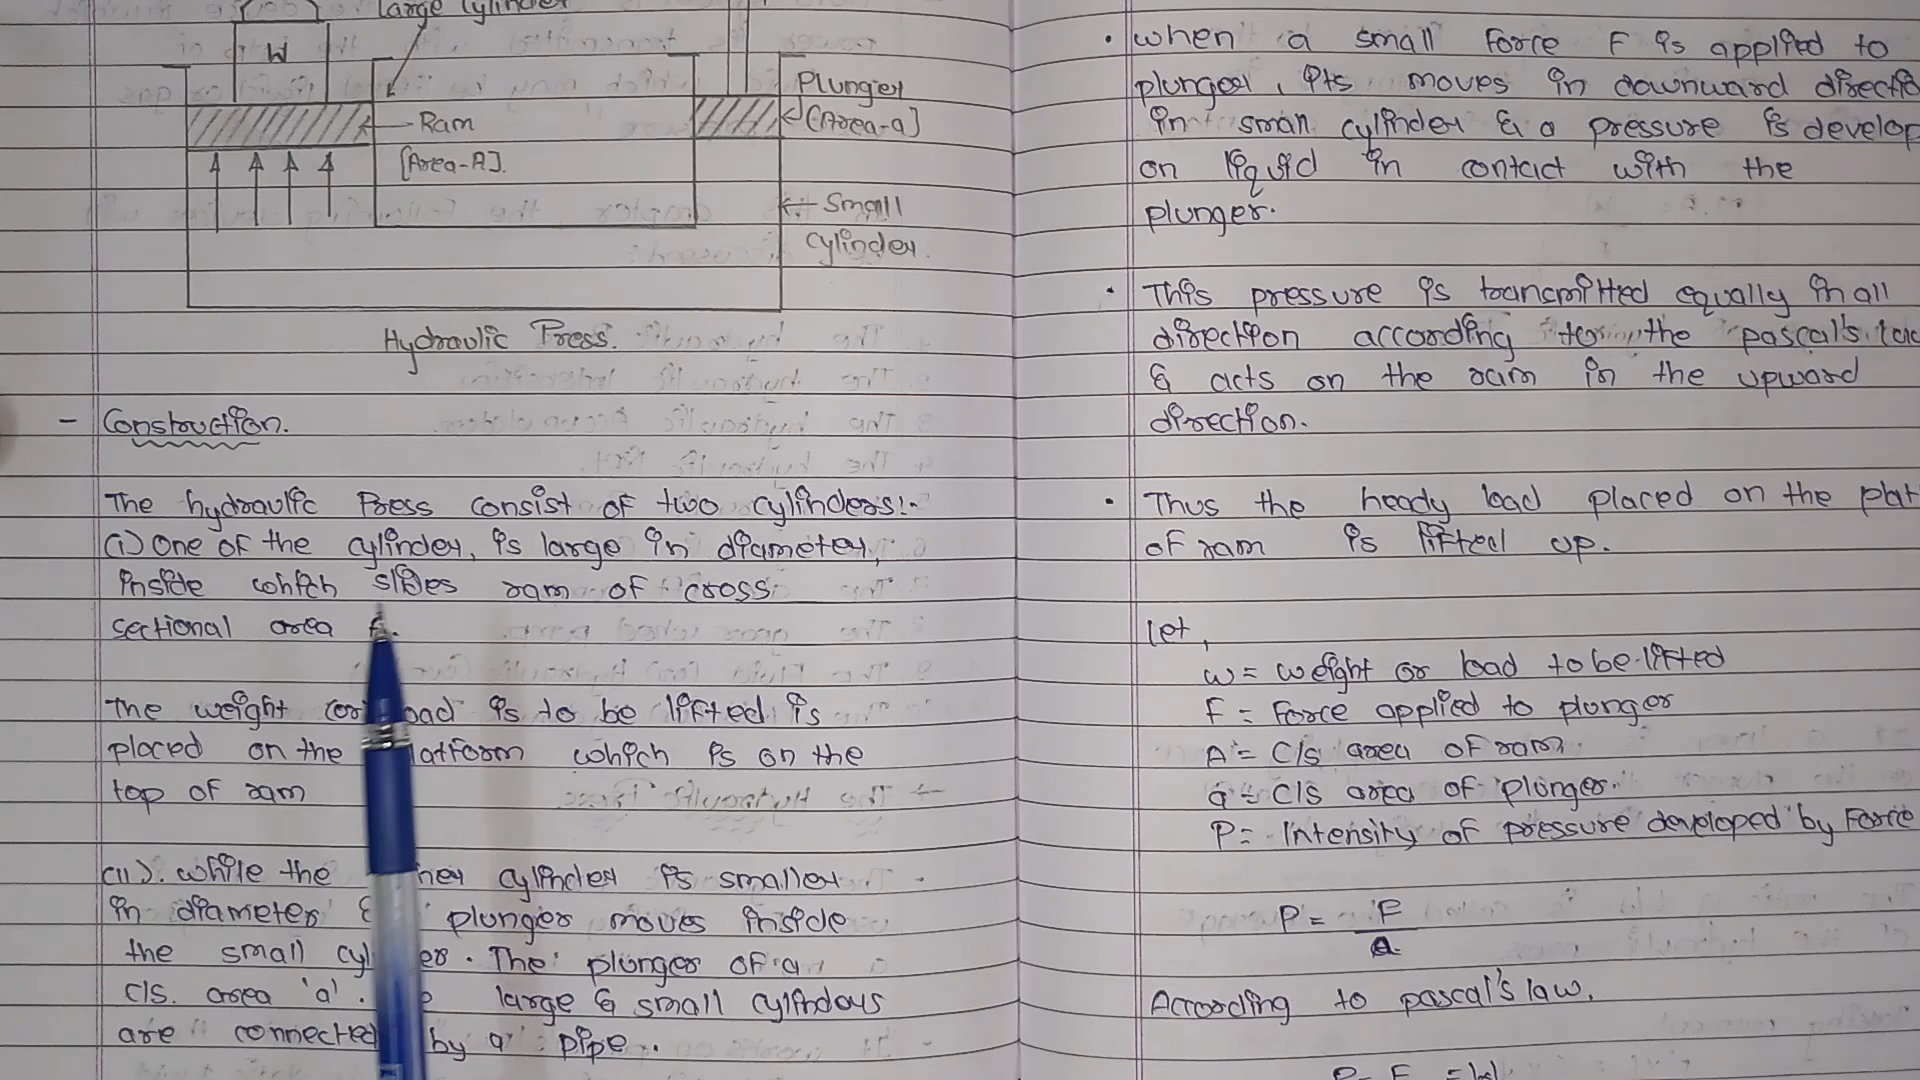 large cylinder
W
Plunger
Ram
(Area-a)
[Area-A].
Small
cylinder.
Hydraulic Press.
- Construction.
The hydraulic Press consist of two cylinders:-
(i) One of the cylinder, is large in diameter,
inside which slides ram of cross
sectional area
The weight (or) load is to be lifted is
placed on the platform which is on the
top of ram
(ii). while the other cylinder is smaller
in diameter & plunger moves inside
the small cylinder. The plunger of a
c/s. area 'a'. large & small cylindors
are connected by a pipe.
• when a small force F is applied to
plunger, its moves in downward
in small cylinder & a pressure is
on liquid in contact with the
plunger.
• This pressure is transmitted equally in all
direction according to the pascal's
& acts on the ram in the upward
direction.
• Thus the heady load placed on the
of ram is lifted up.
let,
w = weight or load to be lifted
F = Force applied to plunger
A = C/s area of ram.
a = C/s area of plunger.
P = Intensity of pressure developed by Force
P = F
a
According to pascal's law,